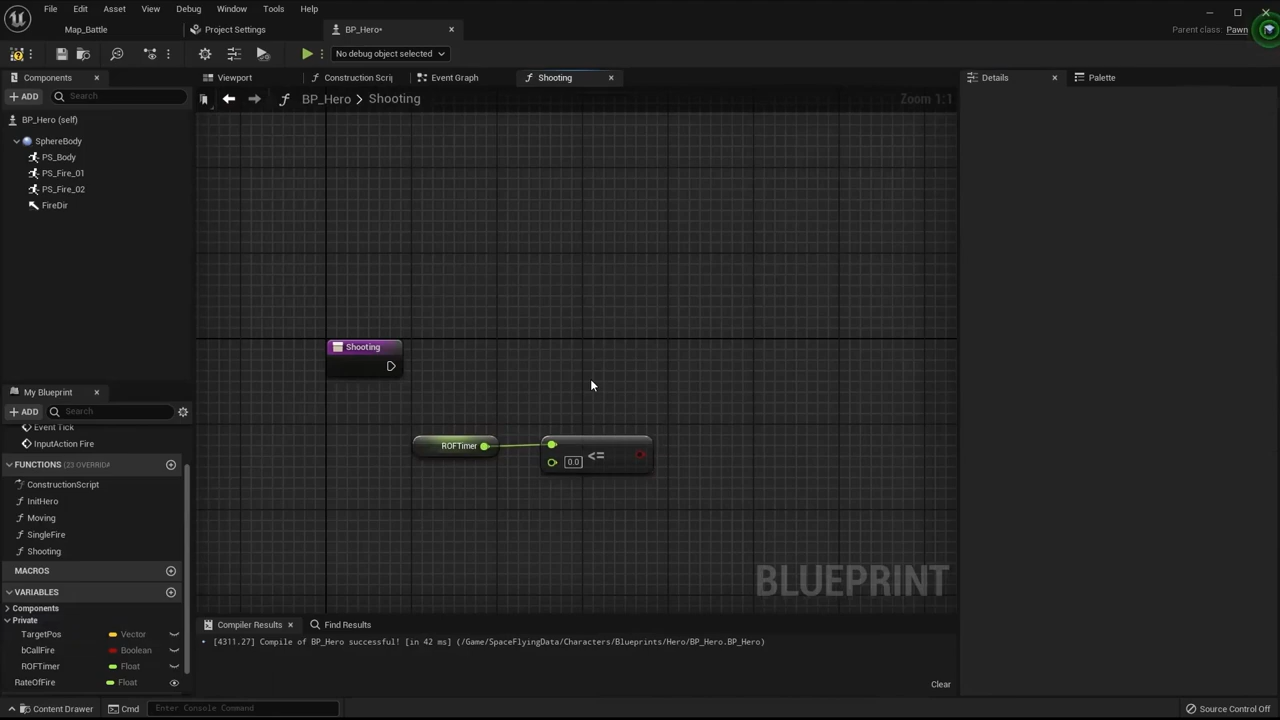 File Edit Asset View Debug Window Tools Help
Map_Battle Project Settings BP_Hero•
Parent class: Pawn
No debug object selected
Components Viewport Construction Scrip Event Graph Shooting Details Palette
+ ADD Search
BP_Hero > Shooting Zoom 1:1
BP_Hero (self)
SphereBody
PS_Body
PS_Fire_01
PS_Fire_02
FireDir
Shooting
ROFTimer
0.0 <=
My Blueprint
+ ADD Search
Event Tick
InputAction Fire
FUNCTIONS (23 OVERRIDA
ConstructionScript
InitHero
Moving
SingleFire
Shooting
MACROS
VARIABLES
Components
Private
TargetPos Vector
bCallFire Boolean
ROFTimer Float
RateOfFire Float
BLUEPRINT
Compiler Results Find Results
[4311.27] Compile of BP_Hero successful! [in 42 ms] (/Game/SpaceFlyingData/Characters/Blueprints/Hero/BP_Hero.BP_Hero)
Clear
Content Drawer Cmd Enter Console Command Source Control Off